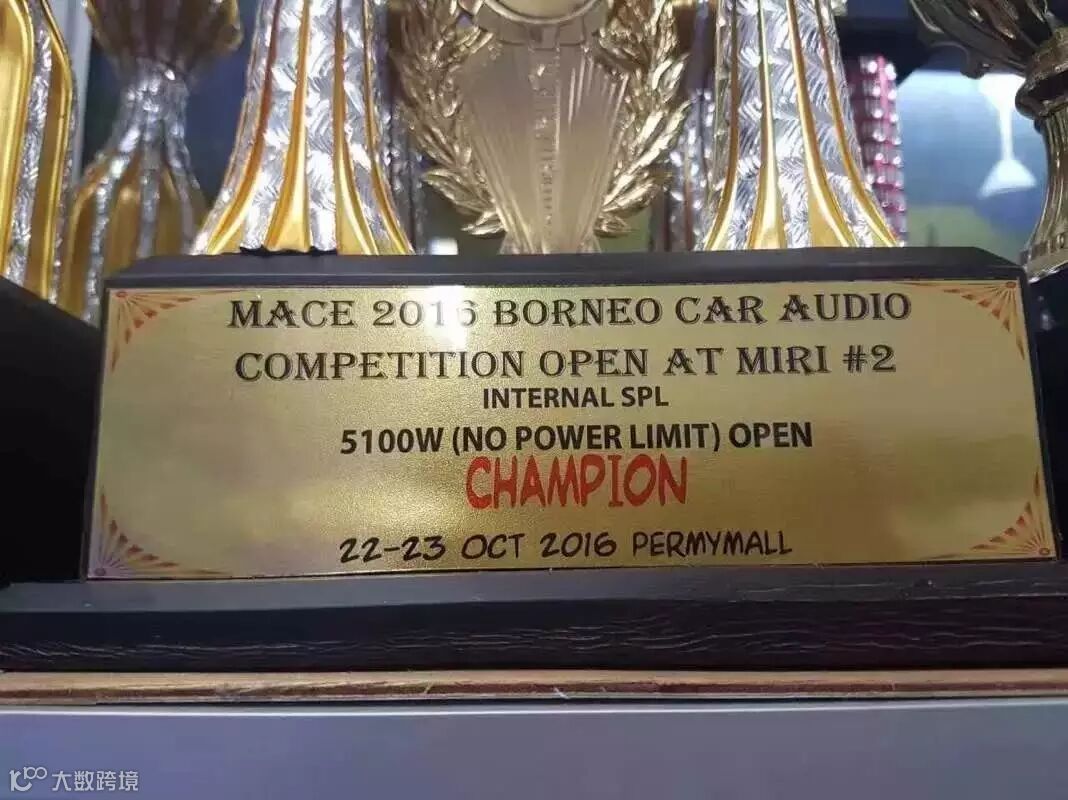 MACE 2016 BORNEO CAR AUDIO
COMPETITION OPEN AT MIRI #2
INTERNAL SPL
5100W (NO POWER LIMIT) OPEN
CHAMPION
22-23 OCT 2016 PERMYMALL
大数跨境